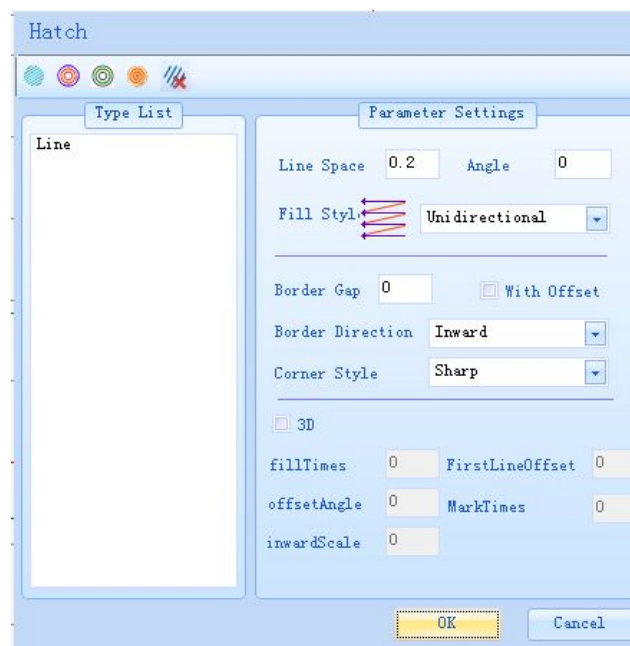 Hatch
Type List
Line
Parameter Settings
Line Space 0.2 Angle 0
Fill Styl Unidirectional
Border Gap 0 With Offset
Border Direction Inward
Corner Style Sharp
3D
fillTimes 0 FirstLineOffset 0
offsetAngle 0 MarkTimes 0
inwardScale 0
OK Cancel